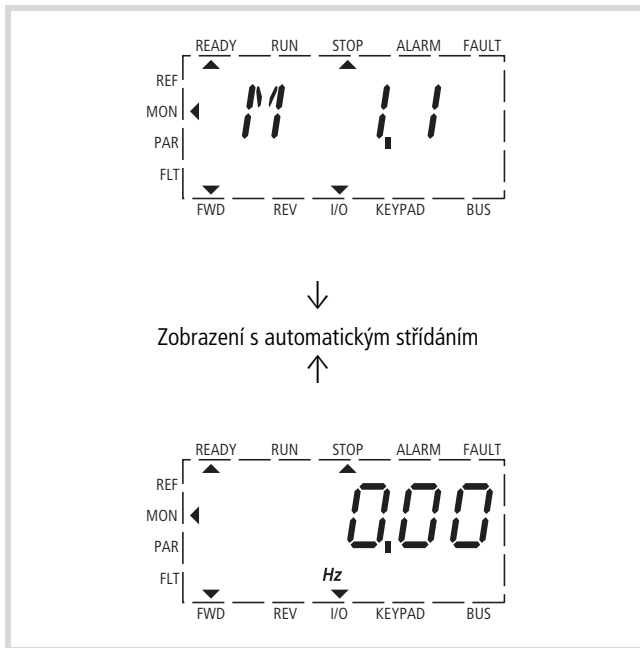 READY RUN STOP ALARM FAULT
REF
MON M 1.1
PAR
FLT
FWD REV I/O KEYPAD BUS
Zobrazení s automatickým střídáním
READY RUN STOP ALARM FAULT
REF
MON 0.00
PAR
FLT Hz
FWD REV I/O KEYPAD BUS